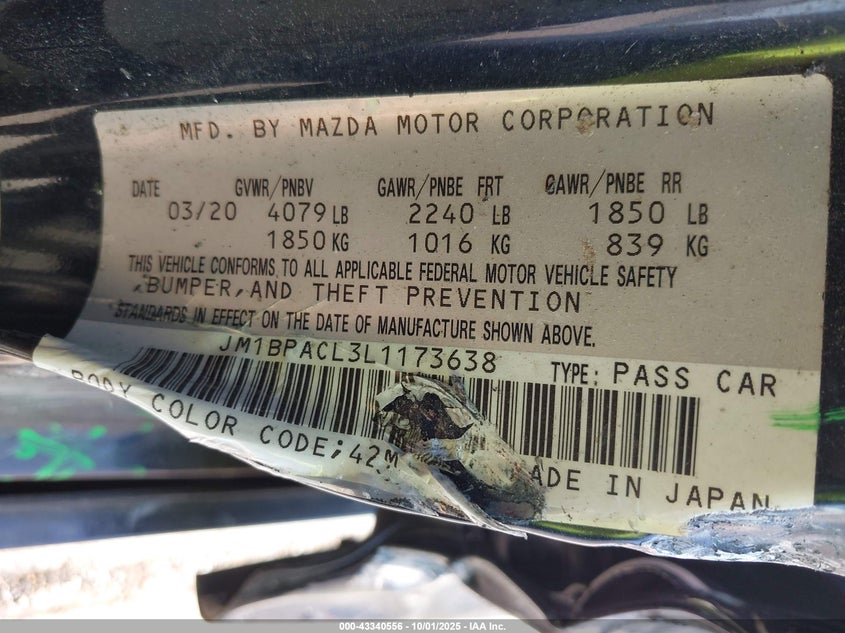 MFD. BY MAZDA MOTOR CORPORATION
DATE GVWR/PNBV GAWR/PNBE FRT GAWR/PNBE RR
03/20 4079 LB 2240 LB 1850 LB
1850 KG 1016 KG 839 KG
THIS VEHICLE CONFORMS TO ALL APPLICABLE FEDERAL MOTOR VEHICLE SAFETY
,BUMPER,AND THEFT PREVENTION
STANDARDS IN EFFECT ON THE DATE OF MANUFACTURE SHOWN ABOVE.
JM1BPACL3L1173638 TYPE: PASS CAR
BODY COLOR CODE;42M
ADE IN JAPAN
000-43340556 - 10/01/2025 - IAA Inc.